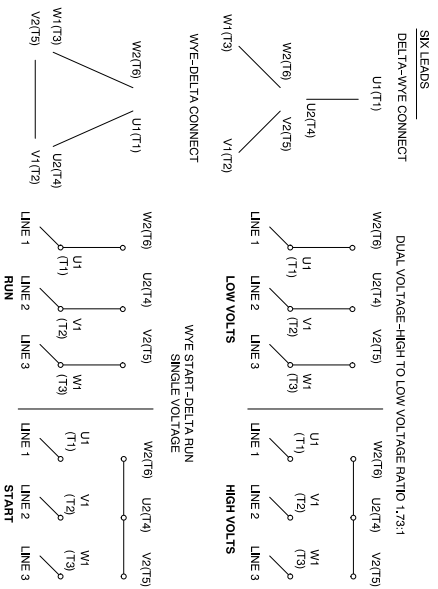 SIX LEADS
DELTA–WYE CONNECT
U1(T1)
U2(T4)
W2(T6)
V2(T5)
W1(T3)
V1(T2)
DUAL VOLTAGE–HIGH TO LOW VOLTAGE RATIO 1.73:1
W2(T6) U2(T4) V2(T5)
U1 (T1)
V1 (T2)
W1 (T3)
LINE 1 LINE 2 LINE 3
LOW VOLTS
W2(T6) U2(T4) V2(T5)
U1 (T1)
V1 (T2)
W1 (T3)
LINE 1 LINE 2 LINE 3
HIGH VOLTS
WYE–DELTA CONNECT
W2(T6)
U1(T1)
W1(T3)
V2(T5)
U2(T4)
V1(T2)
WYE START–DELTA RUN
SINGLE VOLTAGE
W2(T6) U2(T4) V2(T5)
U1 (T1)
V1 (T2)
W1 (T3)
LINE 1 LINE 2 LINE 3
RUN
W2(T6) U2(T4) V2(T5)
U1 (T1)
V1 (T2)
W1 (T3)
LINE 1 LINE 2 LINE 3
START